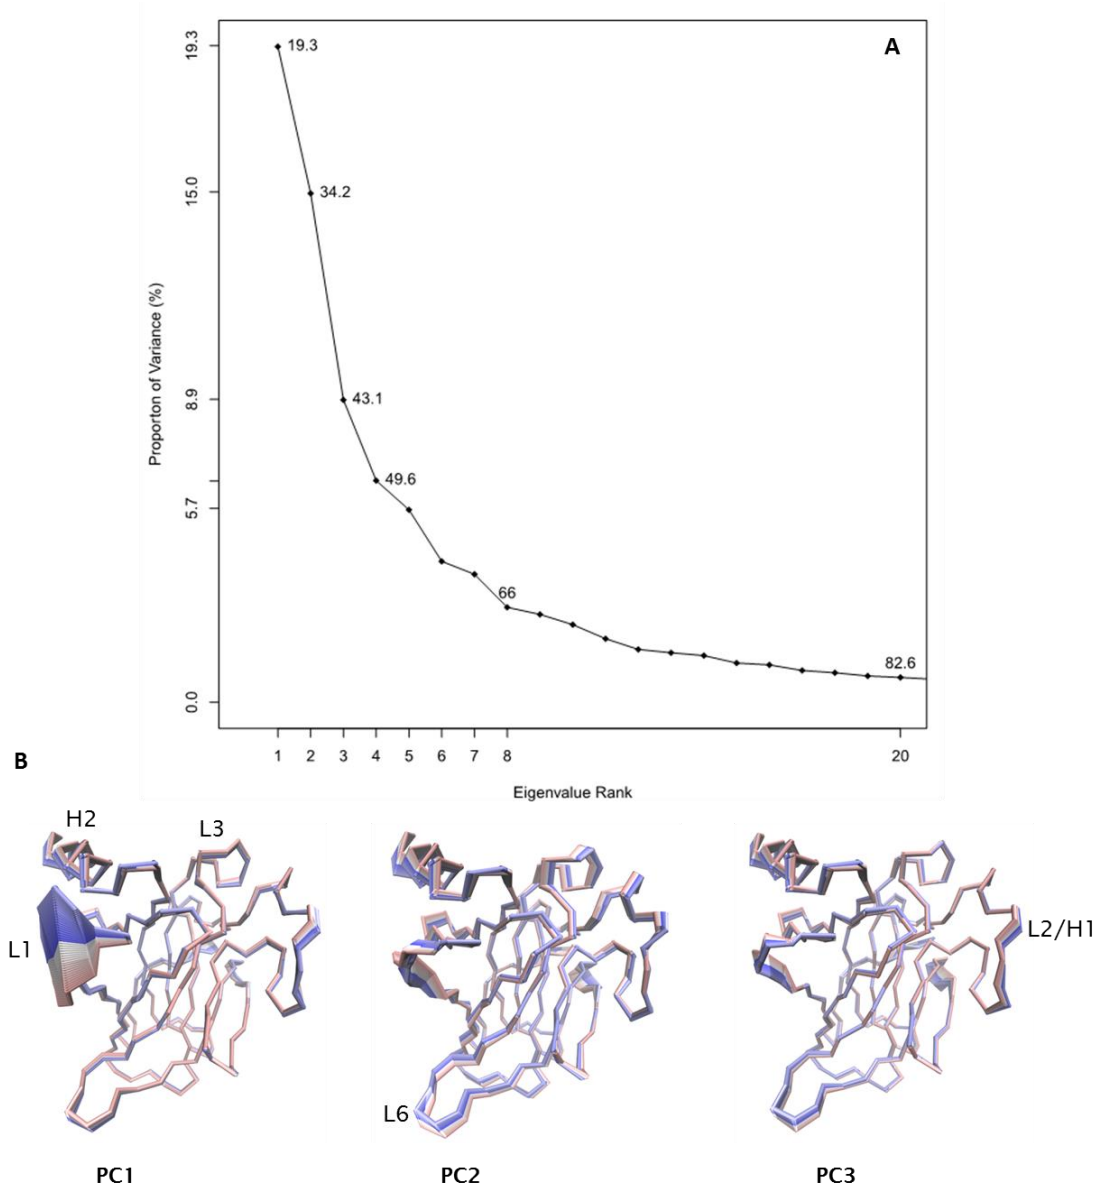 A
19.3
19.3
15.0
34.2
8.9
43.1
49.6
5.7
66
82.6
0.0
Proporton of Variance (%)
1 2 3 4 5 6 7 8 20
Eigenvalue Rank
B
H2
L3
L1
L2/H1
L6
PC1 PC2 PC3